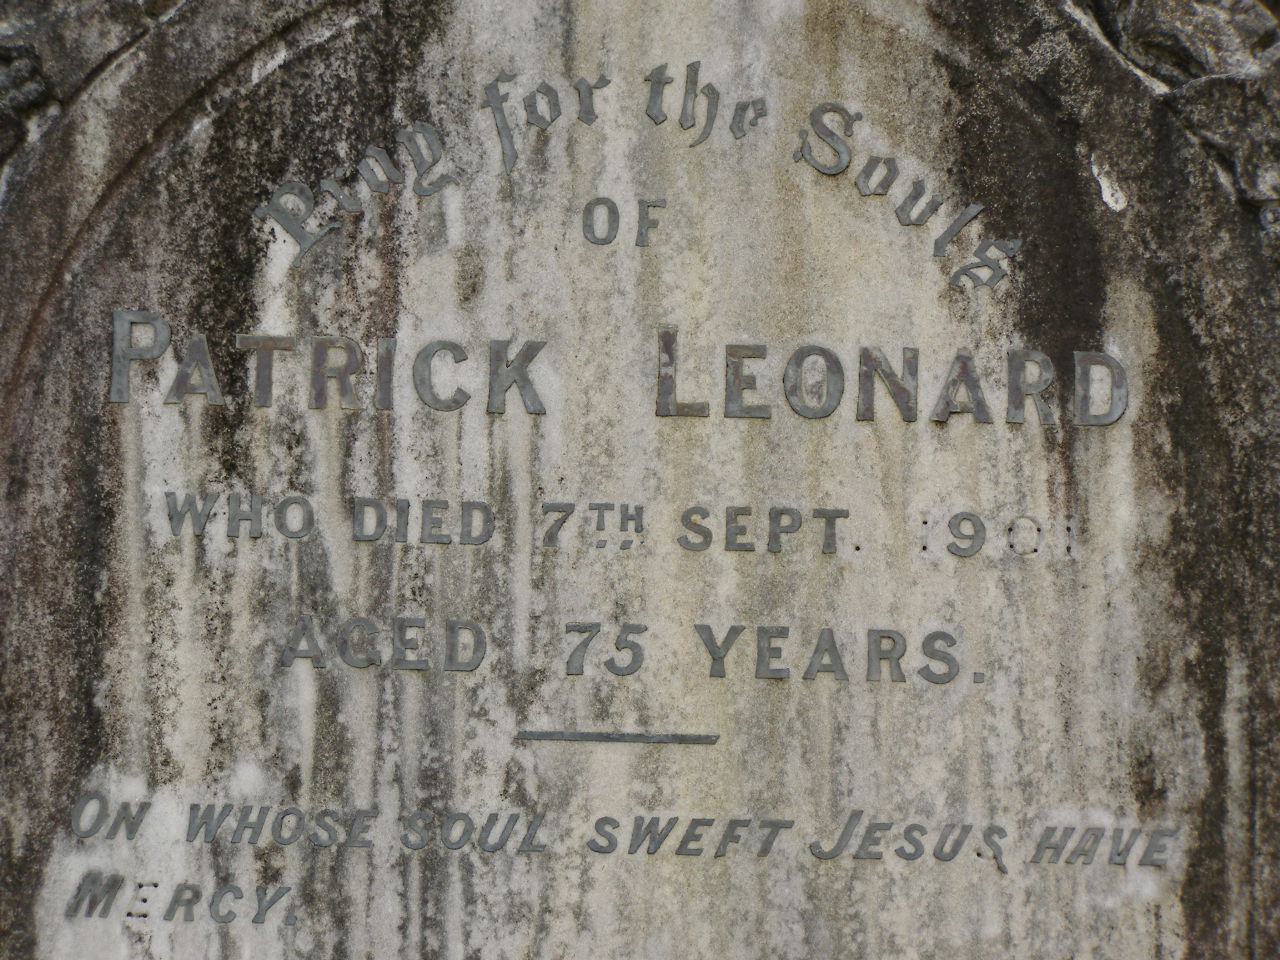 Pray for the Souls
OF
PATRICK LEONARD
WHO DIED 7TH SEPT. 1901
AGED 75 YEARS.
ON WHOSE SOUL SWEFT JESUS HAVE
MERCY.